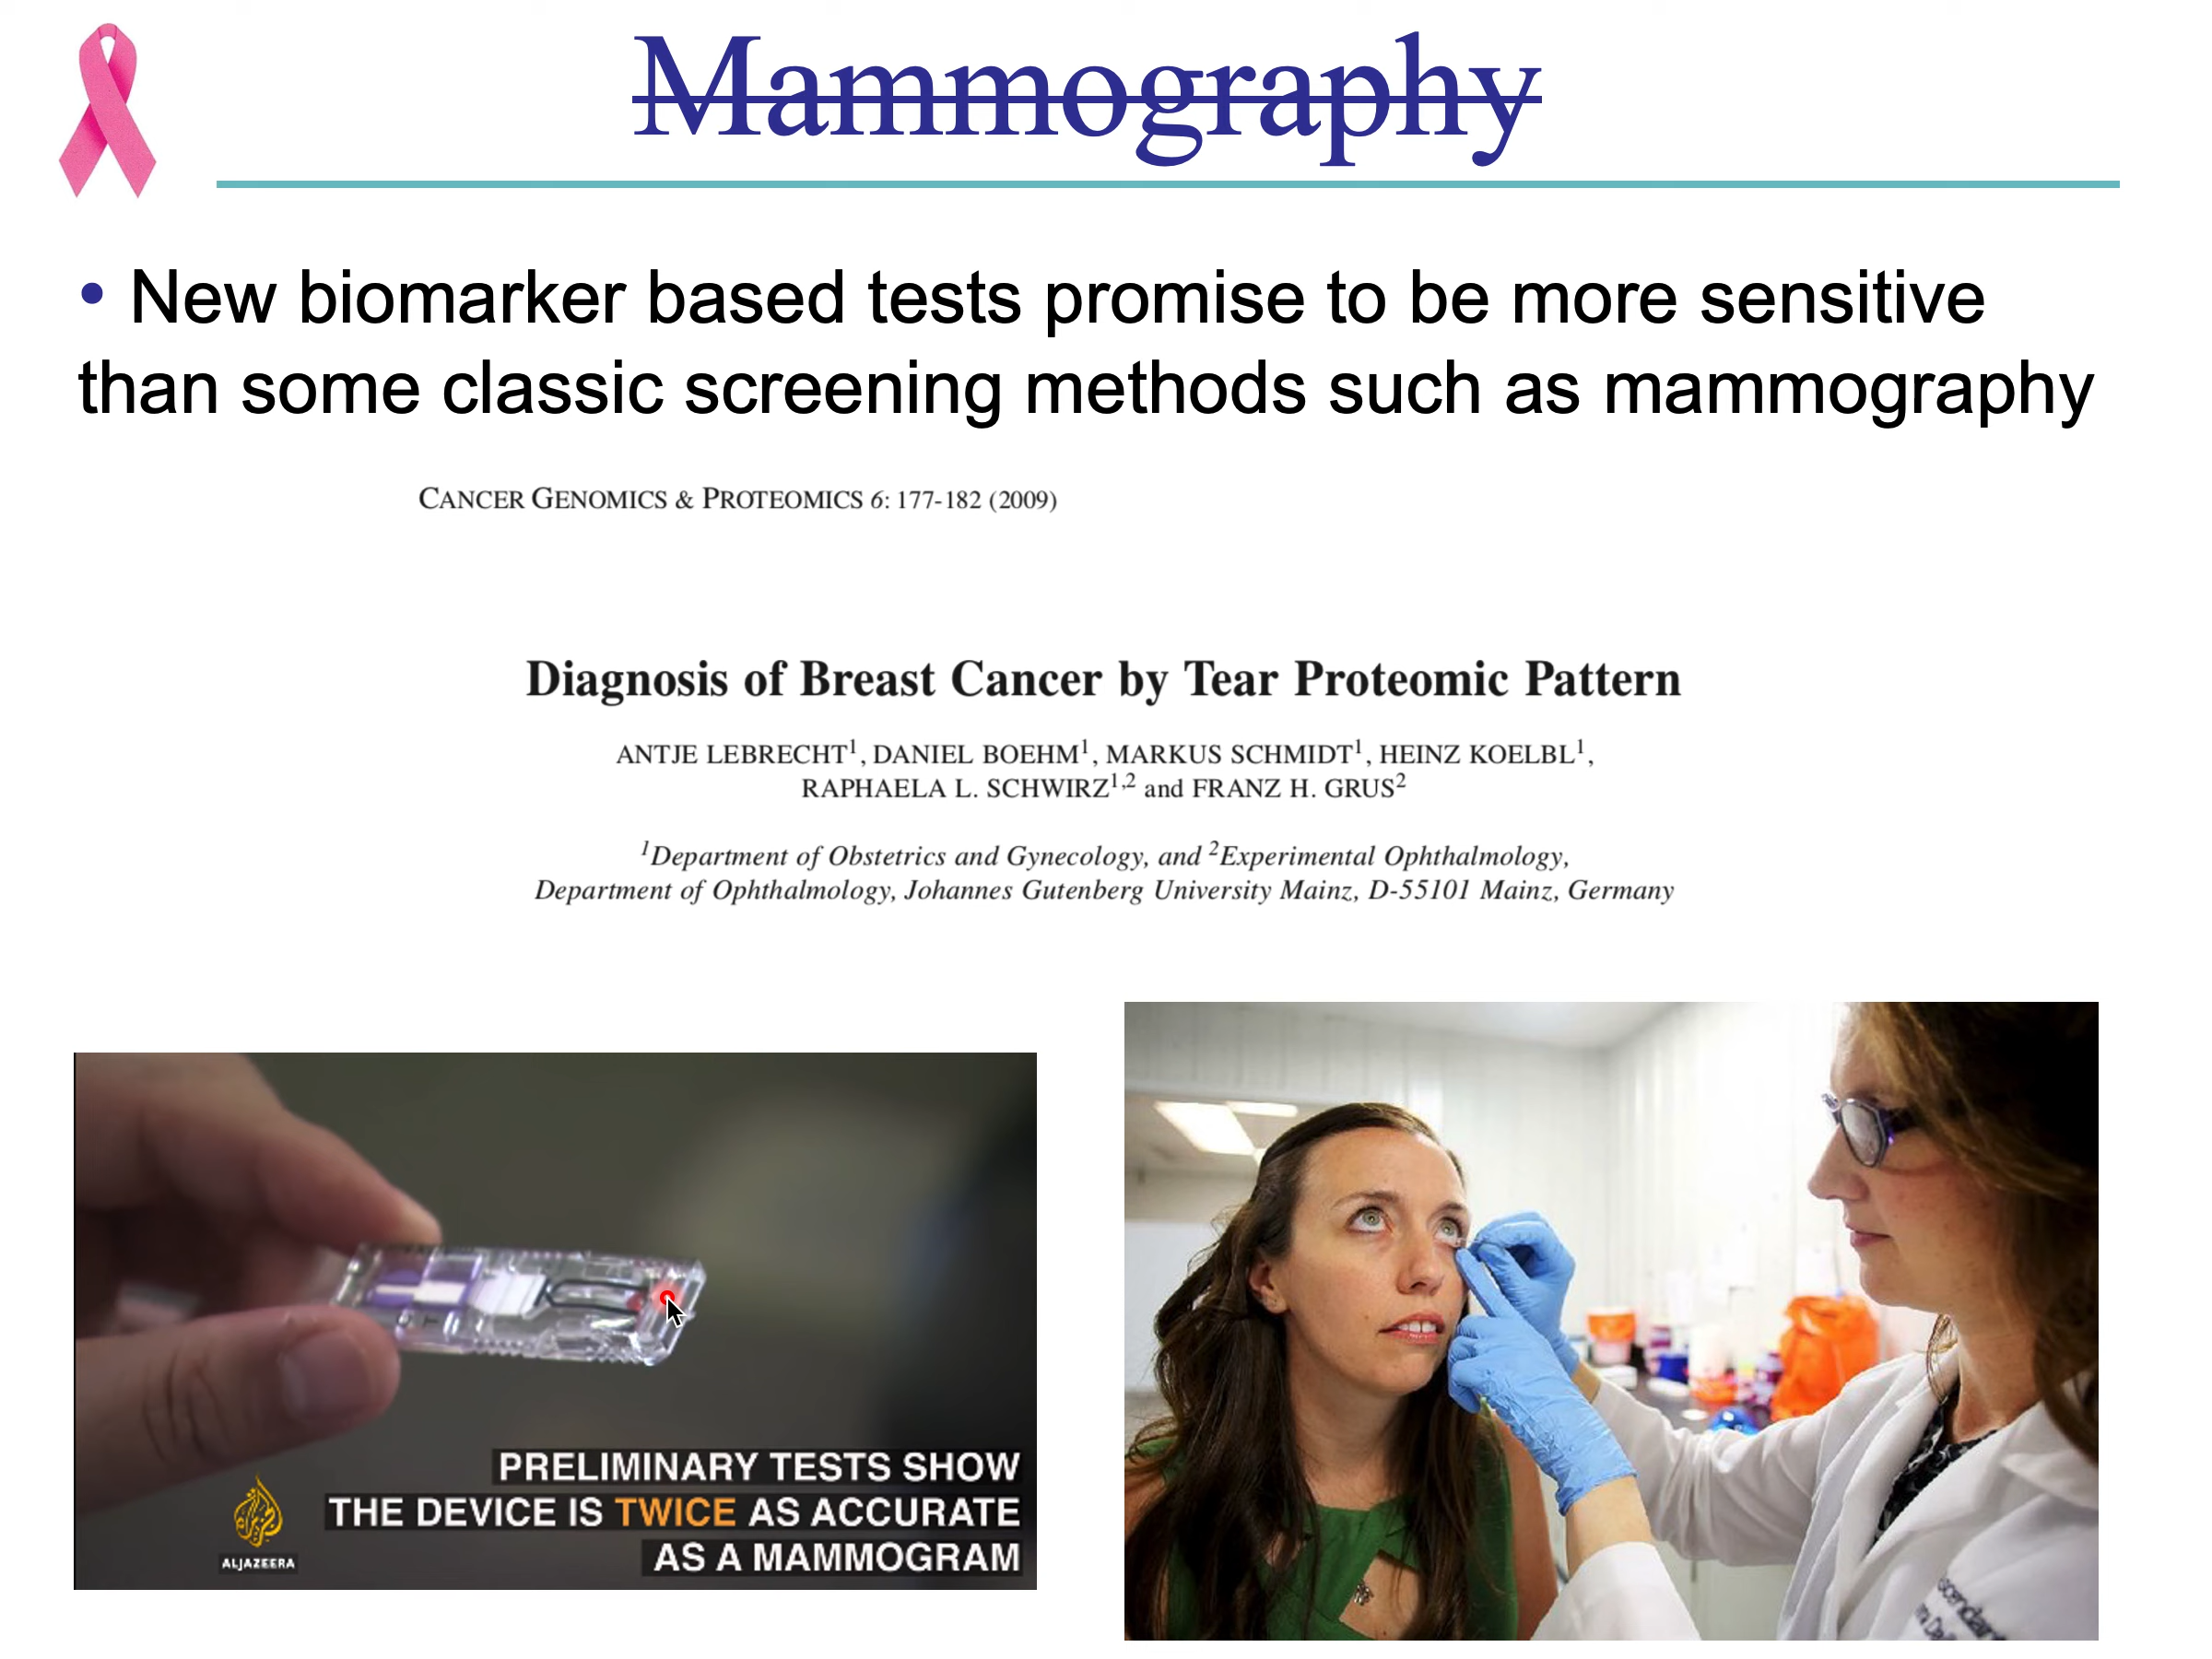 Mammography
• New biomarker based tests promise to be more sensitive
than some classic screening methods such as mammography
CANCER GENOMICS & PROTEOMICS 6: 177-182 (2009)
Diagnosis of Breast Cancer by Tear Proteomic Pattern
ANTJE LEBRECHT1, DANIEL BOEHM1, MARKUS SCHMIDT1, HEINZ KOELBL1,
RAPHAELA L. SCHWIRZ1,2 and FRANZ H. GRUS2
1Department of Obstetrics and Gynecology, and 2Experimental Ophthalmology,
Department of Ophthalmology, Johannes Gutenberg University Mainz, D-55101 Mainz, Germany
PRELIMINARY TESTS SHOW
THE DEVICE IS TWICE AS ACCURATE
AS A MAMMOGRAM
ALJAZEERA